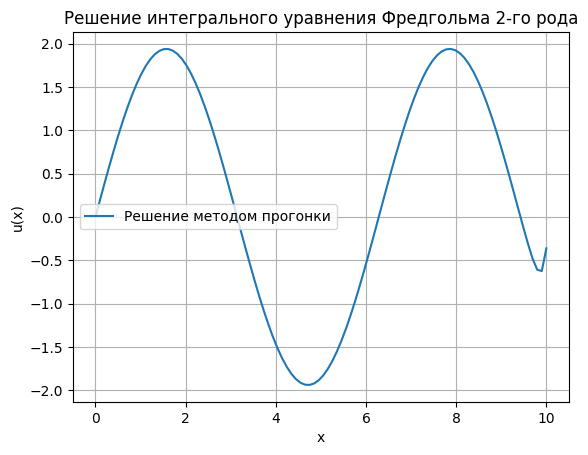 Решение интегрального уравнения Фредгольма 2-го рода
2.0
1.5
1.0
0.5
0.0
−0.5
−1.0
−1.5
−2.0
u(x)
Решение методом прогонки
0 2 4 6 8 10
x